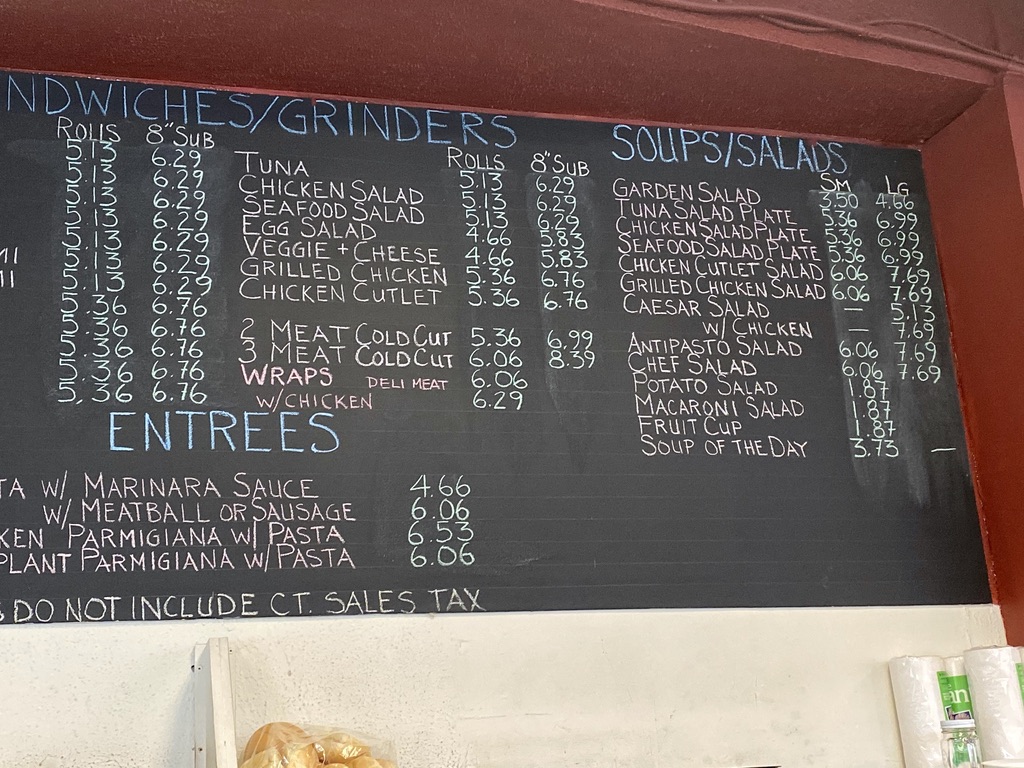 NDWICHES/GRINDERS
ROLLS 8" SUB
5.13 6.29
5.13 6.29
5.13 6.29
5.13 6.29
5.13 6.29
MI 5.13 6.29
MI 5.13 6.29
5.36 6.76
5.36 6.76
5.36 6.76
5.36 6.76
5.36 6.76
ROLLS 8" SUB
TUNA 5.13 6.29
CHICKEN SALAD 5.13 6.29
SEAFOOD SALAD 5.13 6.29
EGG SALAD 4.66 5.83
VEGGIE + CHEESE 4.66 5.83
GRILLED CHICKEN 5.36 6.76
CHICKEN CUTLET 5.36 6.76
2 MEAT COLD CUT 5.36 6.99
3 MEAT COLD CUT 6.06 8.39
WRAPS DELI MEAT 6.06
W/CHICKEN 6.29
SOUPS/SALADS
SM LG
GARDEN SALAD 3.50 4.66
TUNA SALAD PLATE 5.36 6.99
CHICKEN SALAD PLATE 5.36 6.99
SEAFOOD SALAD PLATE 5.36 6.99
CHICKEN CUTLET SALAD 6.06 7.69
GRILLED CHICKEN SALAD 6.06 7.69
CAESAR SALAD — 5.13
W/ CHICKEN — 7.69
ANTIPASTO SALAD 6.06 7.69
CHEF SALAD 6.06 7.69
POTATO SALAD 1.87
MACARONI SALAD 1.87
FRUIT CUP 1.87
SOUP OF THE DAY 3.73 —
ENTREES
TA W/ MARINARA SAUCE 4.66
W/ MEATBALL OR SAUSAGE 6.06
KEN PARMIGIANA W/ PASTA 6.53
PLANT PARMIGIANA W/PASTA 6.06
S DO NOT INCLUDE CT. SALES TAX